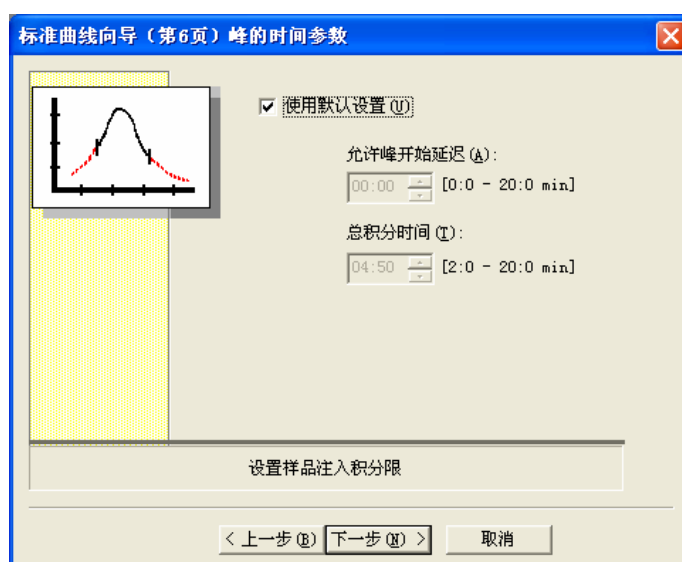 标准曲线向导（第6页）峰的时间参数
使用默认设置(U)
允许峰开始延迟(A):
00:00 [0:0 - 20:0 min]
总积分时间(T):
04:50 [2:0 - 20:0 min]
设置样品注入积分限
< 上一步(B) 下一步(N) > 取消